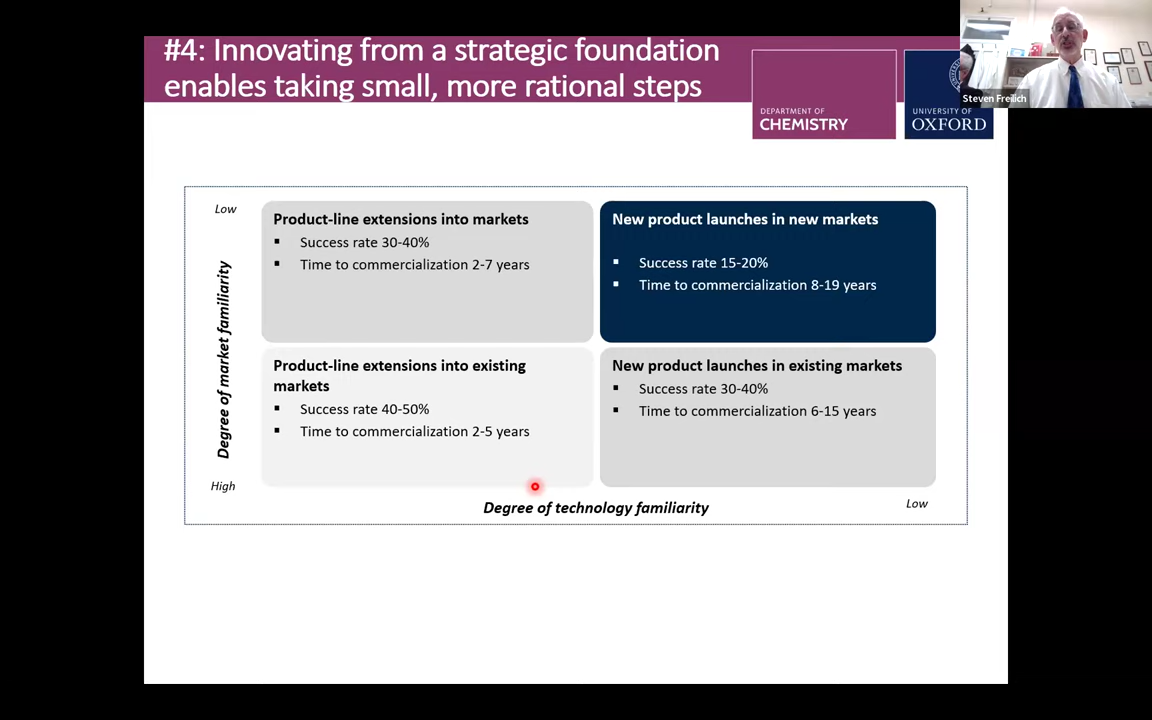 #4: Innovating from a strategic foundation
enables taking small, more rational steps
DEPARTMENT OF
CHEMISTRY
UNIVERSITY OF
OXFORD
Steven Freilich
Low
Degree of market familiarity
High
Product-line extensions into markets
▪ Success rate 30-40%
▪ Time to commercialization 2-7 years
New product launches in new markets
▪ Success rate 15-20%
▪ Time to commercialization 8-19 years
Product-line extensions into existing
markets
▪ Success rate 40-50%
▪ Time to commercialization 2-5 years
New product launches in existing markets
▪ Success rate 30-40%
▪ Time to commercialization 6-15 years
Degree of technology familiarity
Low